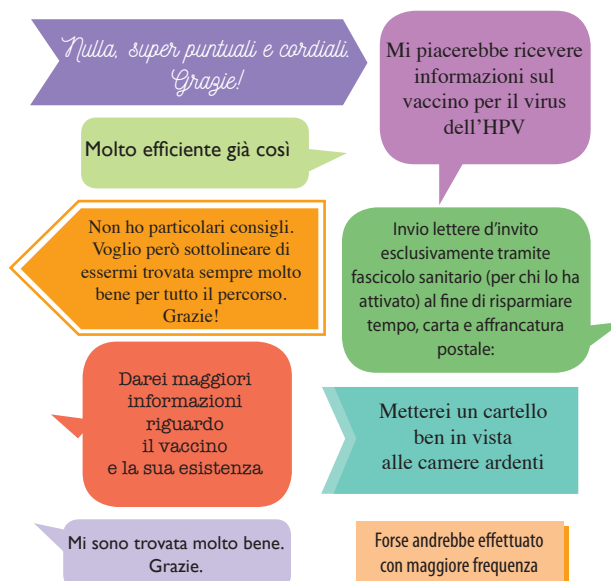 Nulla, super puntuali e cordiali.
Grazie!
Mi piacerebbe ricevere
informazioni sul
vaccino per il virus
dell'HPV
Molto efficiente già così
Non ho particolari consigli.
Voglio però sottolineare di
essermi trovata sempre molto
bene per tutto il percorso.
Grazie!
Invio lettere d'invito
esclusivamente tramite
fascicolo sanitario (per chi lo ha
attivato) al fine di risparmiare
tempo, carta e affrancatura
postale:
Darei maggiori
informazioni
riguardo
il vaccino
e la sua esistenza
Metterei un cartello
ben in vista
alle camere ardenti
Mi sono trovata molto bene.
Grazie.
Forse andrebbe effettuato
con maggiore frequenza